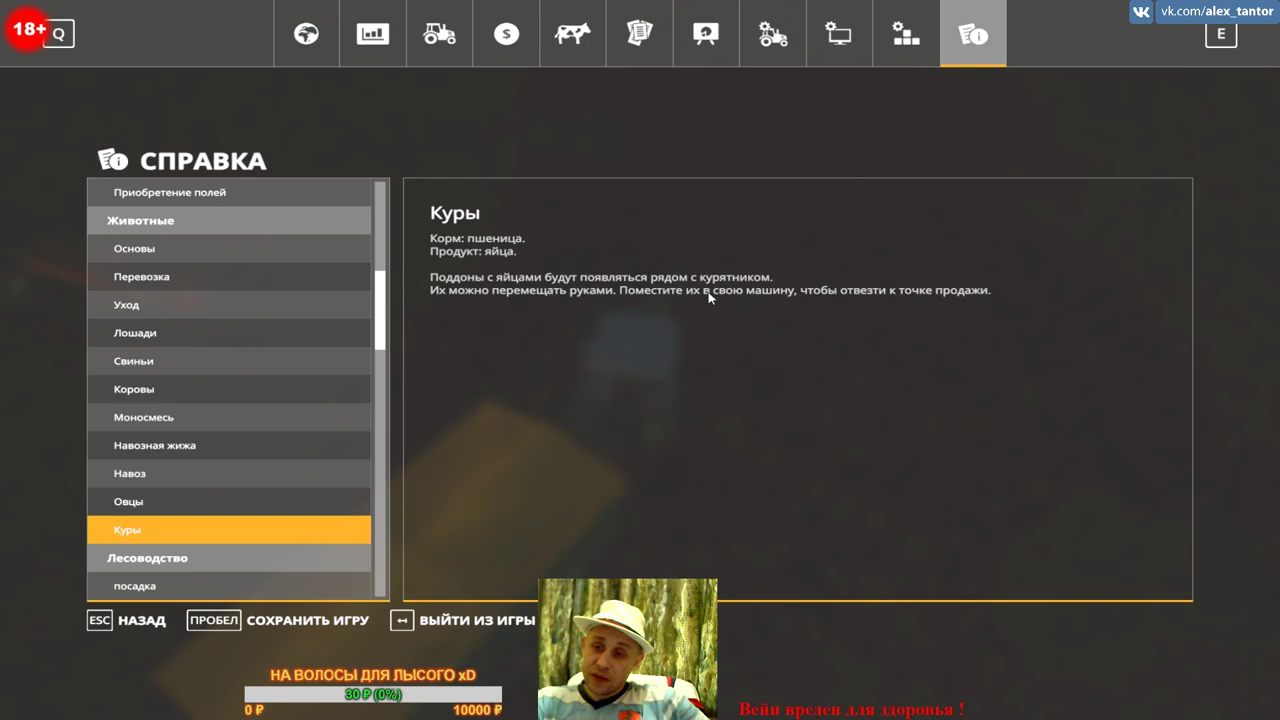 18+
Q
vk.com/alex_tantor
E
СПРАВКА
Приобретение полей
Животные
Основы
Перевозка
Уход
Лошади
Свиньи
Коровы
Моносмесь
Навозная жижа
Навоз
Овцы
Куры
Лесоводство
посадка
Куры
Корм: пшеница.
Продукт: яйца.
Поддоны с яйцами будут появляться рядом с курятником.
Их можно перемещать руками. Поместите их в свою машину, чтобы отвезти к точке продажи.
ESC НАЗАД ПРОБЕЛ СОХРАНИТЬ ИГРУ ВЫЙТИ ИЗ ИГРЫ
НА ВОЛОСЫ ДЛЯ ЛЫСОГО xD
30 ₽ (0%)
0 ₽ 10000 ₽
Вейп вреден для здоровья !